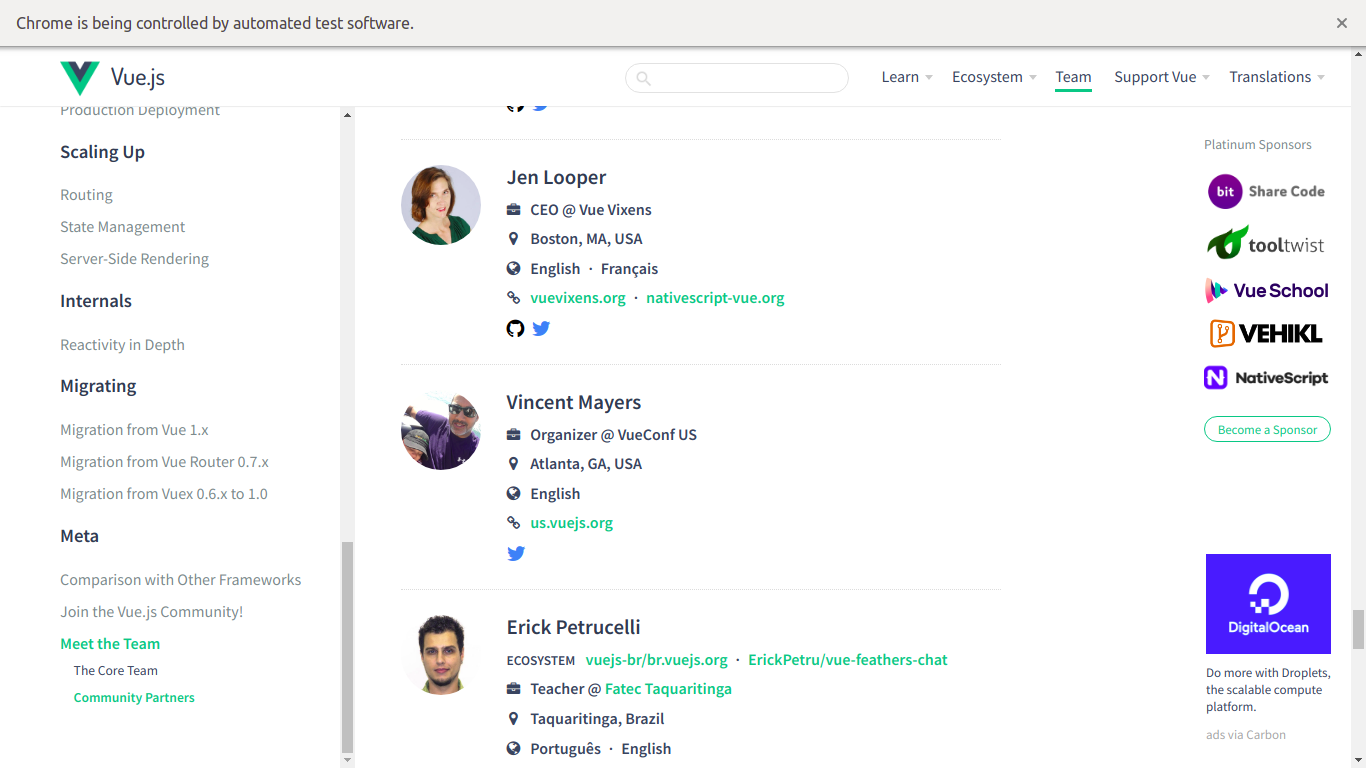 Chrome is being controlled by automated test software.
Vue.js
Learn
Ecosystem
Team
Support Vue
Translations
Production Deployment
Scaling Up
Routing
State Management
Server-Side Rendering
Internals
Reactivity in Depth
Migrating
Migration from Vue 1.x
Migration from Vue Router 0.7.x
Migration from Vuex 0.6.x to 1.0
Meta
Comparison with Other Frameworks
Join the Vue.js Community!
Meet the Team
The Core Team
Community Partners
Jen Looper
CEO @ Vue Vixens
Boston, MA, USA
English · Français
vuevixens.org · nativescript-vue.org
Vincent Mayers
Organizer @ VueConf US
Atlanta, GA, USA
English
us.vuejs.org
Erick Petrucelli
ECOSYSTEM vuejs-br/br.vuejs.org · ErickPetru/vue-feathers-chat
Teacher @ Fatec Taquaritinga
Taquaritinga, Brazil
Português · English
Platinum Sponsors
bit Share Code
tooltwist
Vue School
VEHIKL
NativeScript
Become a Sponsor
DigitalOcean
Do more with Droplets,
the scalable compute
platform.
ads via Carbon